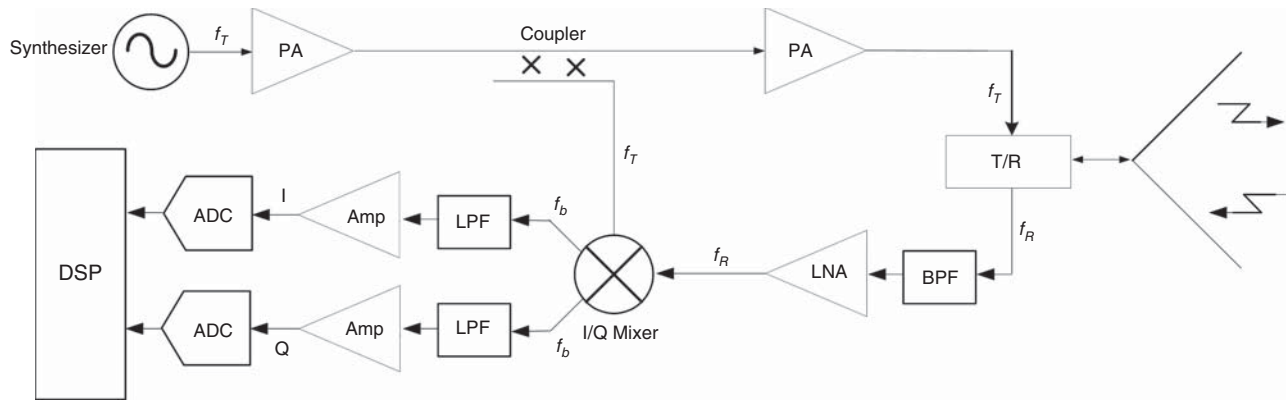 Synthesizer
f_T
PA
Coupler
PA
f_T
f_T
T/R
f_R
DSP
ADC
I
Amp
LPF
f_b
f_R
LNA
BPF
ADC
Q
Amp
LPF
f_b
I/Q Mixer